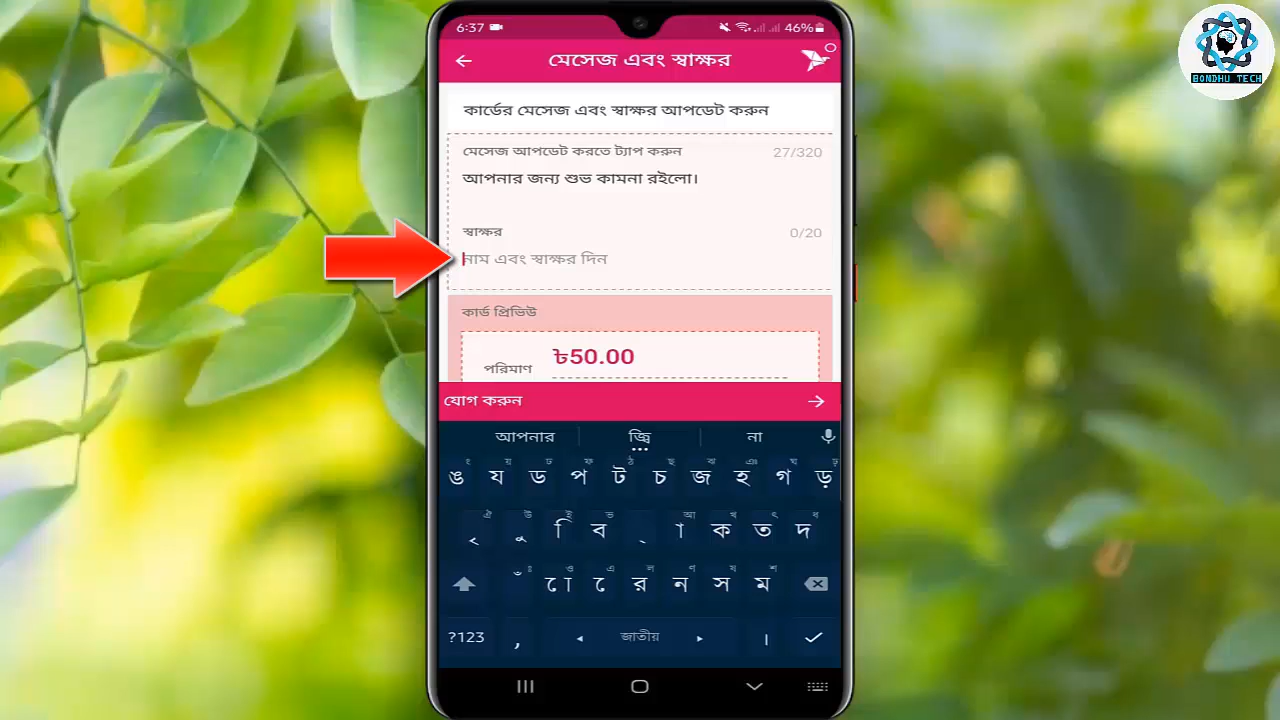 6:37
46%
মেসেজ এবং স্বাক্ষর
BONDHU TECH
কার্ডের মেসেজ এবং স্বাক্ষর আপডেট করুন
মেসেজ আপডেট করতে ট্যাপ করুন 27/320
আপনার জন্য শুভ কামনা রইলো।
স্বাক্ষর 0/20
নাম এবং স্বাক্ষর দিন
কার্ড প্রিভিউ
৳50.00
পরিমাণ
যোগ করুন
আপনার জ্বি না
ং য় ঢ ফ ঠ ছ ঝ ঞ ঘ ঢ়
ঙ য ড প ট চ জ হ গ ড়
ঐ উ ই ভ আ খ ৎ ধ
ৃ ু ি ব ্ া ক ত দ
ঃ ও এ ল ণ ষ শ
ঁ ো ে র ন স ম
?123 , জাতীয় ।